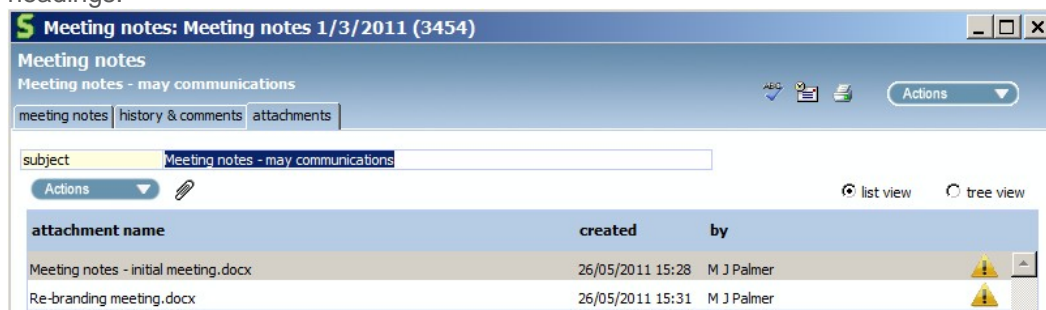 headings.
S Meeting notes: Meeting notes 1/3/2011 (3454)
Meeting notes
Meeting notes - may communications
ABC
Actions
meeting notes history & comments attachments
subject Meeting notes - may communications
Actions list view tree view
attachment name created by
Meeting notes - initial meeting.docx 26/05/2011 15:28 M J Palmer
Re-branding meeting.docx 26/05/2011 15:31 M J Palmer